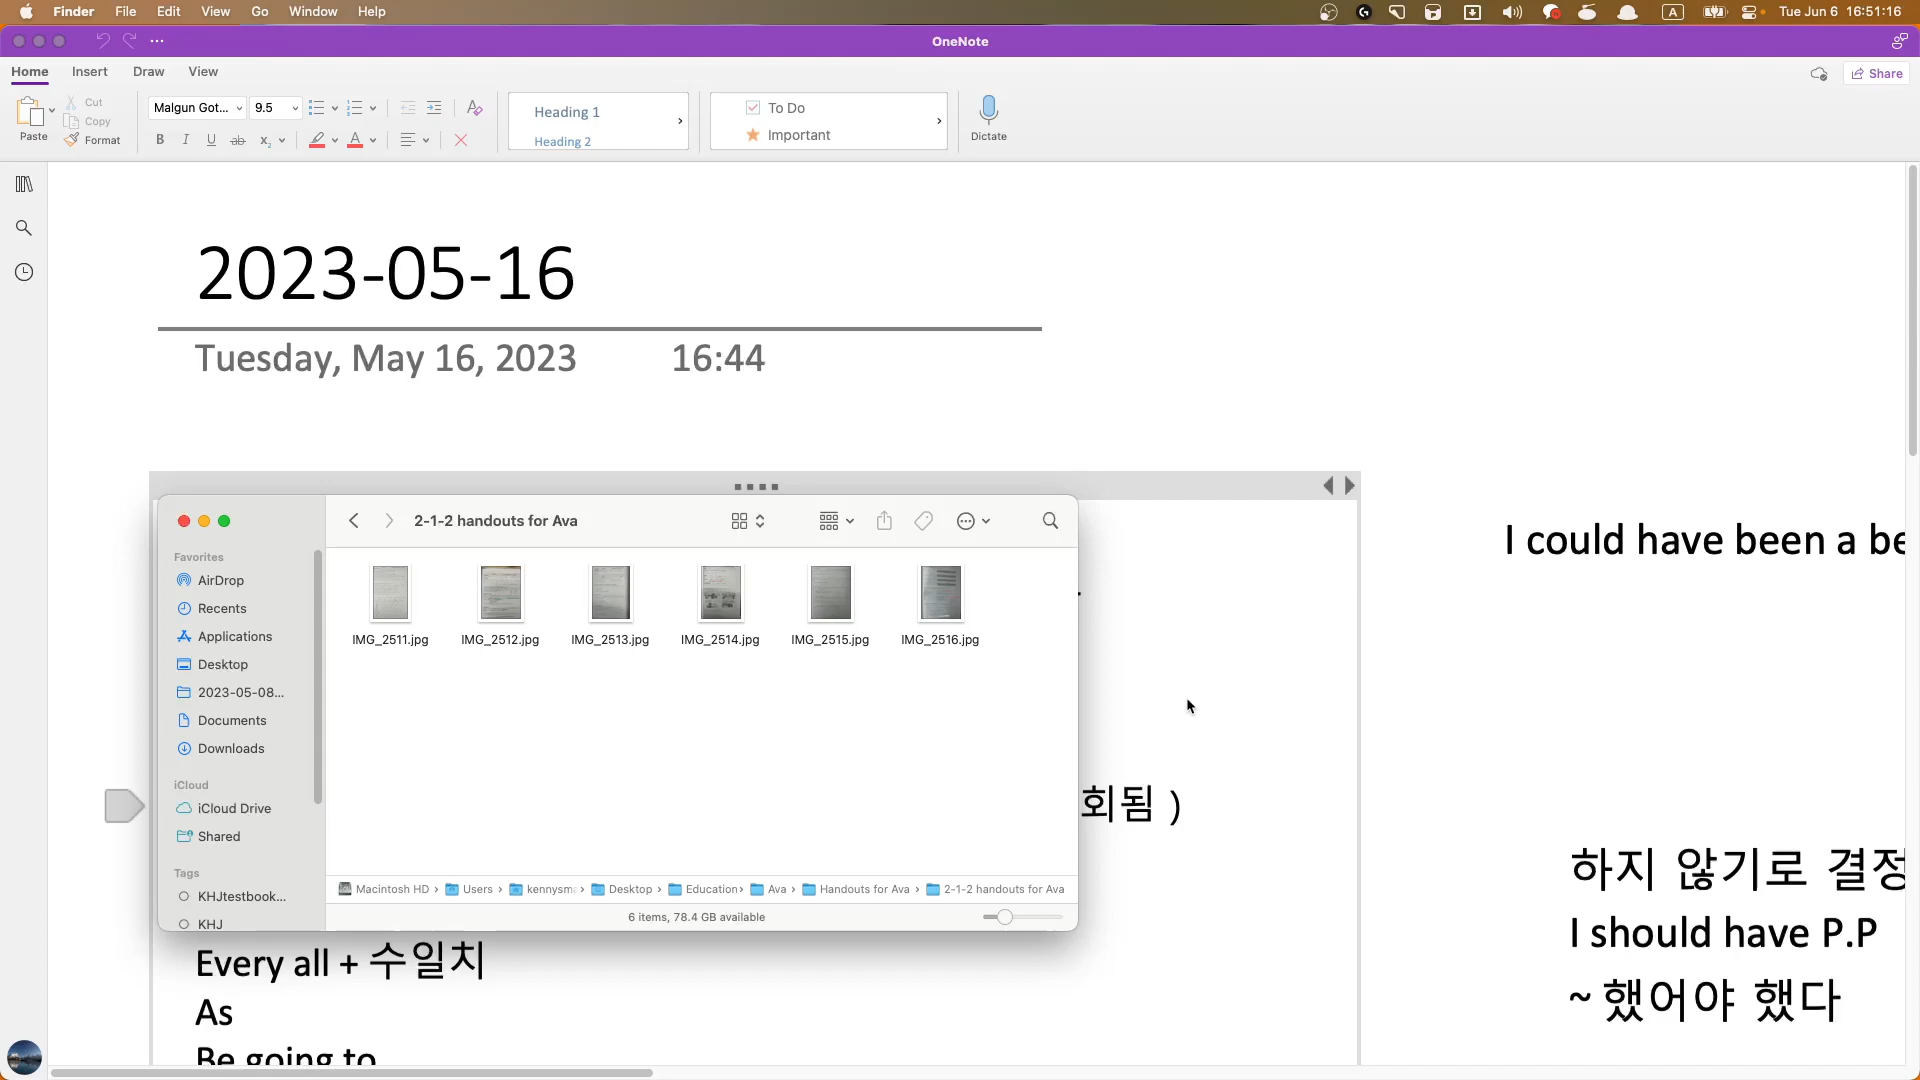 Finder File Edit View Go Window Help
A Tue Jun 6 16:51:16
OneNote
Home Insert Draw View
Share
Paste
Cut
Copy
Format
Malgun Got... 9.5
B I U ab x₂ A
Heading 1
Heading 2
To Do
Important
Dictate
2023-05-16
Tuesday, May 16, 2023 16:44
2-1-2 handouts for Ava
Favorites
AirDrop
Recents
Applications
Desktop
2023-05-08...
Documents
Downloads
iCloud
iCloud Drive
Shared
Tags
KHJtestbook...
KHJ
IMG_2511.jpg IMG_2512.jpg IMG_2513.jpg IMG_2514.jpg IMG_2515.jpg IMG_2516.jpg
Macintosh HD › Users › kennysma › Desktop › Education › Ava › Handouts for Ava › 2-1-2 handouts for Ava
6 items, 78.4 GB available
회됨 )
Every all + 수일치
As
Be going to
I could have been a be
하지 않기로 결정
I should have P.P
~ 했어야 했다